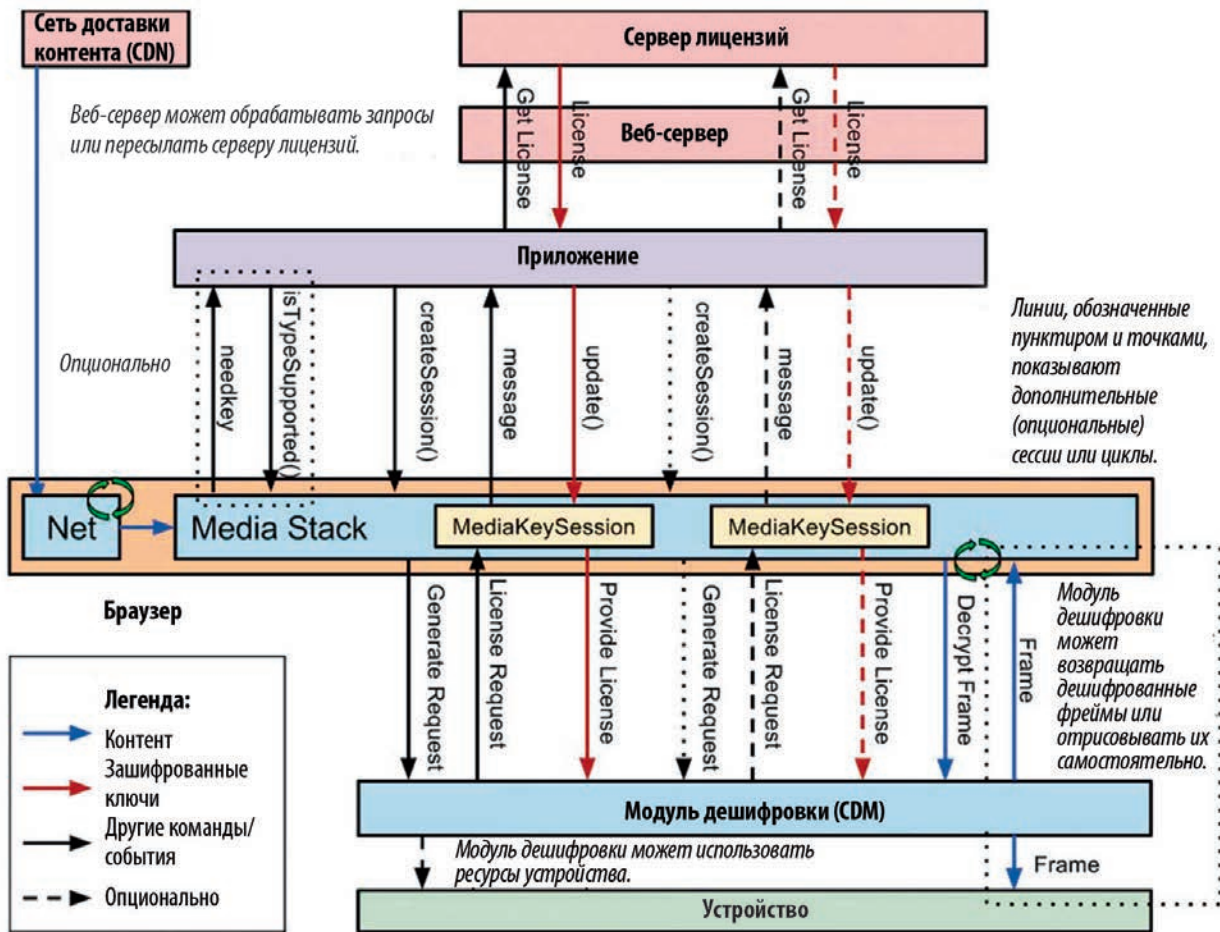 Сеть доставки
контента (CDN)
Сервер лицензий
Веб-сервер может обрабатывать запросы
или пересылать серверу лицензий.
Get License
License
Get License
License
Веб-сервер
Приложение
Опционально
needkey
isTypeSupported()
createSession()
message
update()
createSession()
message
update()
Линии, обозначенные
пунктиром и точками,
показывают
дополнительные
(опциональные)
сессии или циклы.
Net
Media Stack
MediaKeySession
MediaKeySession
Браузер
Generate Request
License Request
Provide License
Generate Request
License Request
Provide License
Decrypt Frame
Frame
Модуль
дешифровки
может
возвращать
дешифрованные
фреймы или
отрисовывать их
самостоятельно.
Легенда:
Контент
Зашифрованные
ключи
Другие команды/
события
Опционально
Модуль дешифровки (CDM)
Модуль дешифровки может использовать
ресурсы устройства.
Frame
Устройство